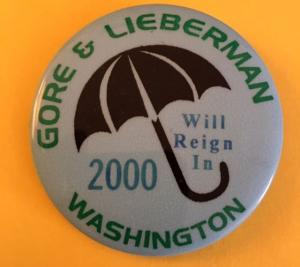 GORE & LIEBERMAN
Will
Reign
In
2000
WASHINGTON